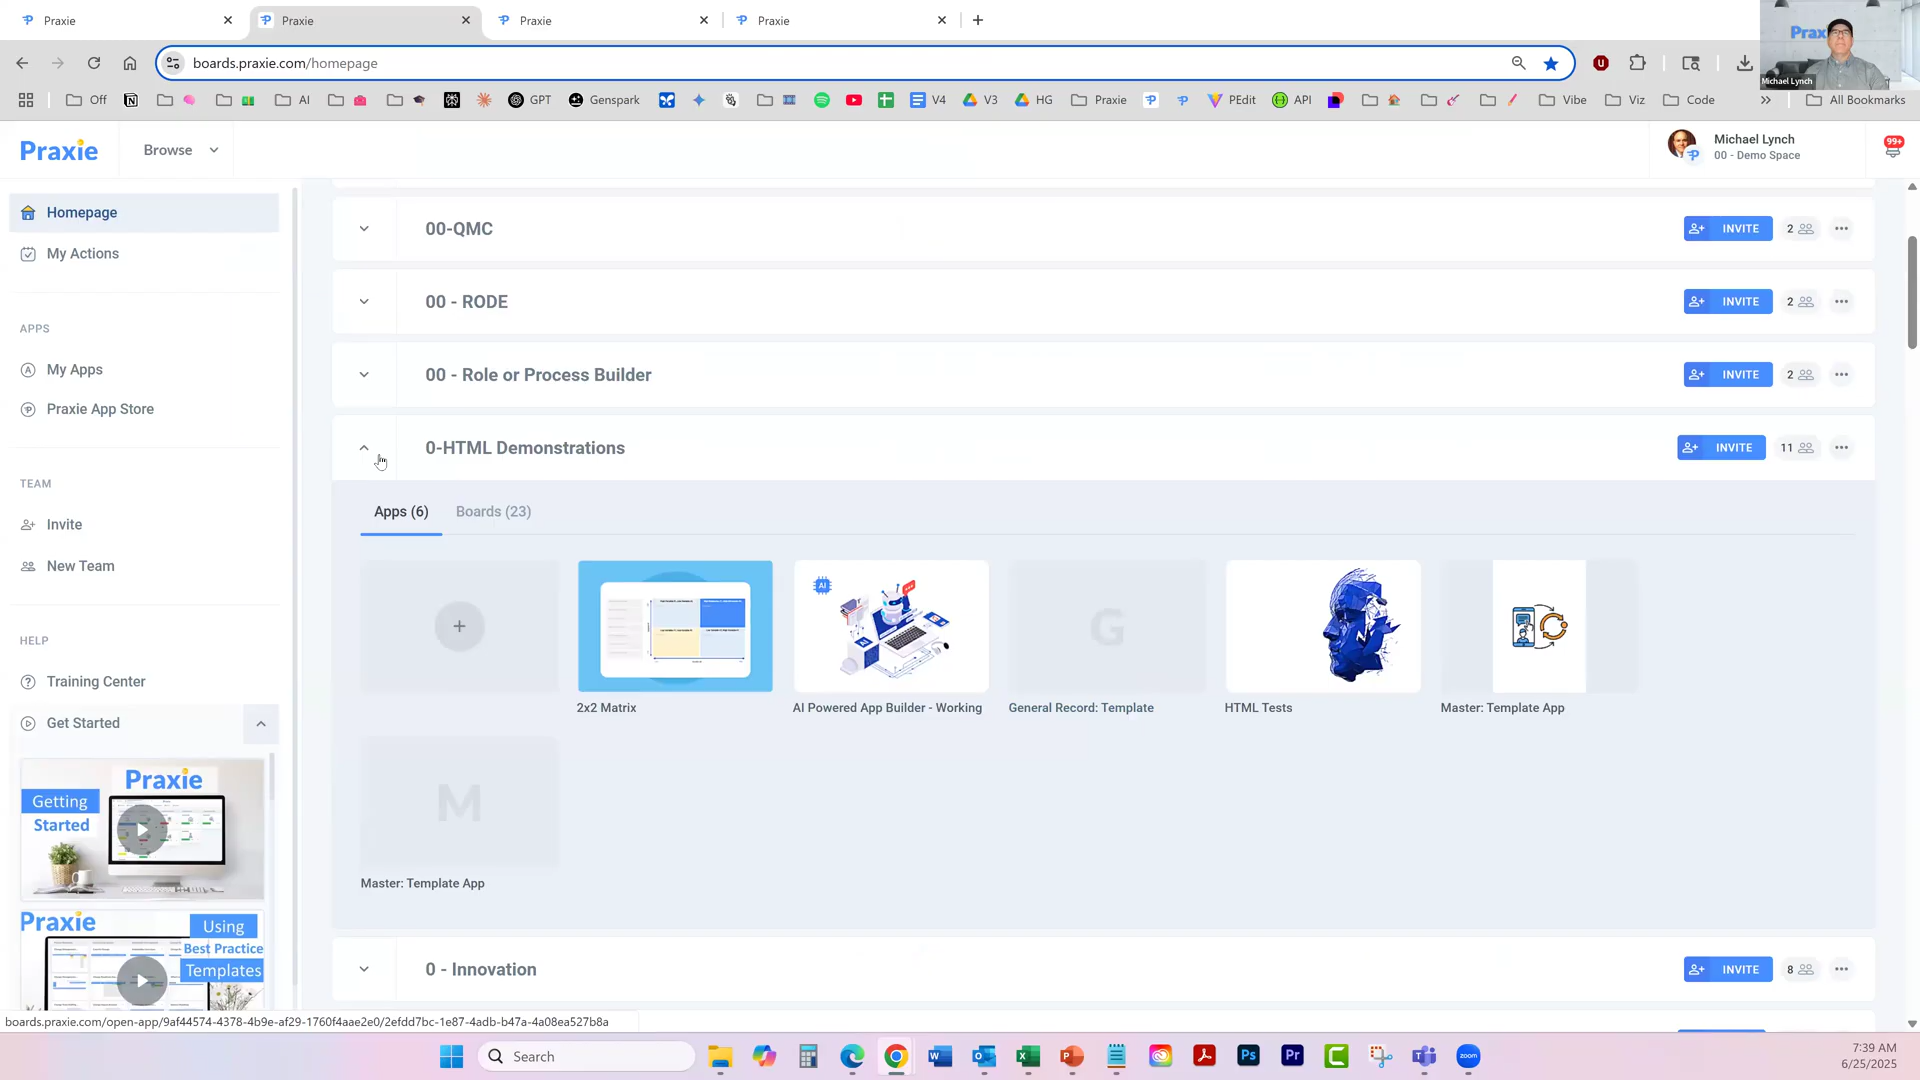 Praxie
Praxie
Praxie
Praxie
boards.praxie.com/homepage
Off
AI
GPT
Genspark
V4
V3
HG
Praxie
PEdit
API
Vibe
Viz
Code
All Bookmarks
Michael Lynch
Praxie
Browse
Michael Lynch
00 - Demo Space
99+
Homepage
My Actions
APPS
My Apps
Praxie App Store
TEAM
Invite
New Team
HELP
Training Center
Get Started
Praxie
Getting
Started
Praxie
Using
Best Practice
Templates
00-QMC
INVITE
2
00 - RODE
INVITE
2
00 - Role or Process Builder
INVITE
2
0-HTML Demonstrations
INVITE
11
Apps (6)
Boards (23)
AI
G
2x2 Matrix
AI Powered App Builder - Working
General Record: Template
HTML Tests
Master: Template App
M
Master: Template App
0 - Innovation
INVITE
8
boards.praxie.com/open-app/9af44574-4378-4b9e-af29-1760f4aae2e0/2efdd7bc-1e87-4adb-b47a-4a08ea527b8a
Search
Ps
Pr
zoom
7:39 AM
6/25/2025